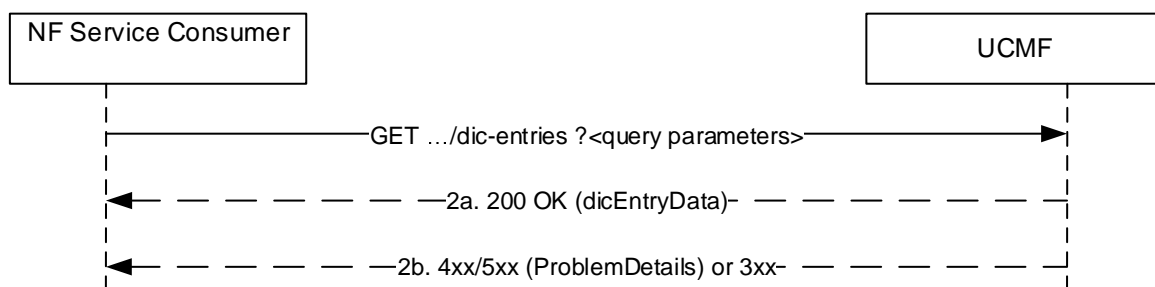 NF Service Consumer
UCMF
GET …/dic-entries ?<query parameters>
2a. 200 OK (dicEntryData)
2b. 4xx/5xx (ProblemDetails) or 3xx